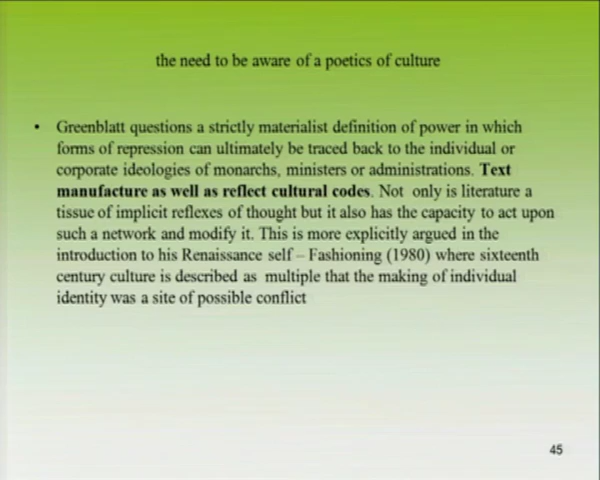 the need to be aware of a poetics of culture
• Greenblatt questions a strictly materialist definition of power in which
forms of repression can ultimately be traced back to the individual or
corporate ideologies of monarchs, ministers or administrations. Text
manufacture as well as reflect cultural codes. Not only is literature a
tissue of implicit reflexes of thought but it also has the capacity to act upon
such a network and modify it. This is more explicitly argued in the
introduction to his Renaissance self – Fashioning (1980) where sixteenth
century culture is described as multiple that the making of individual
identity was a site of possible conflict
45